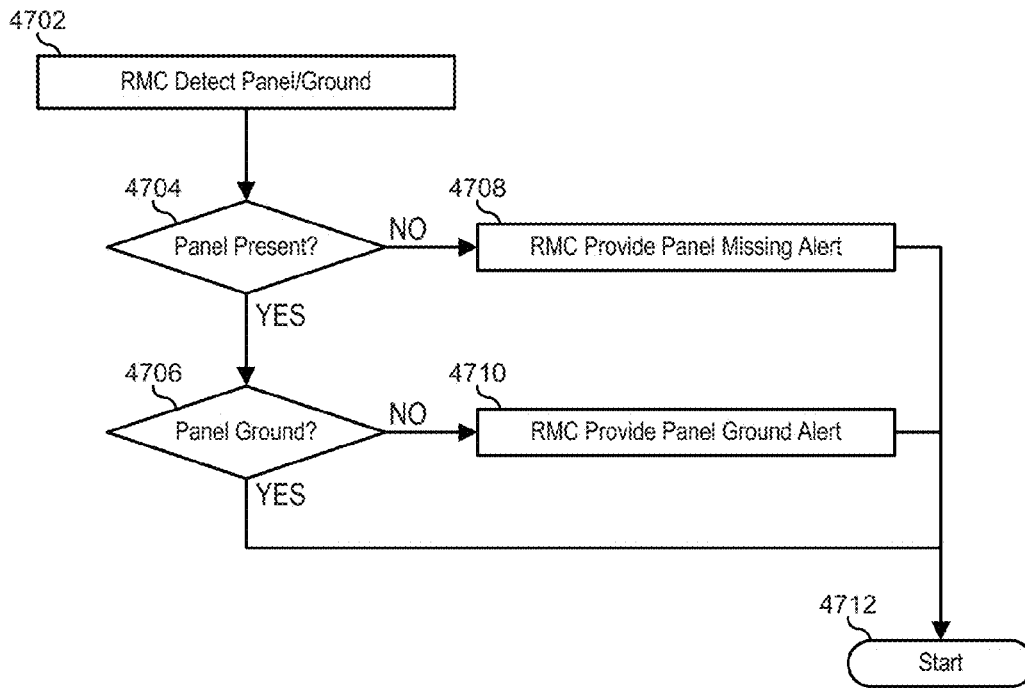 4702
RMC Detect Panel/Ground
4704
Panel Present?
NO
4708
RMC Provide Panel Missing Alert
YES
4706
Panel Ground?
NO
4710
RMC Provide Panel Ground Alert
YES
4712
Start